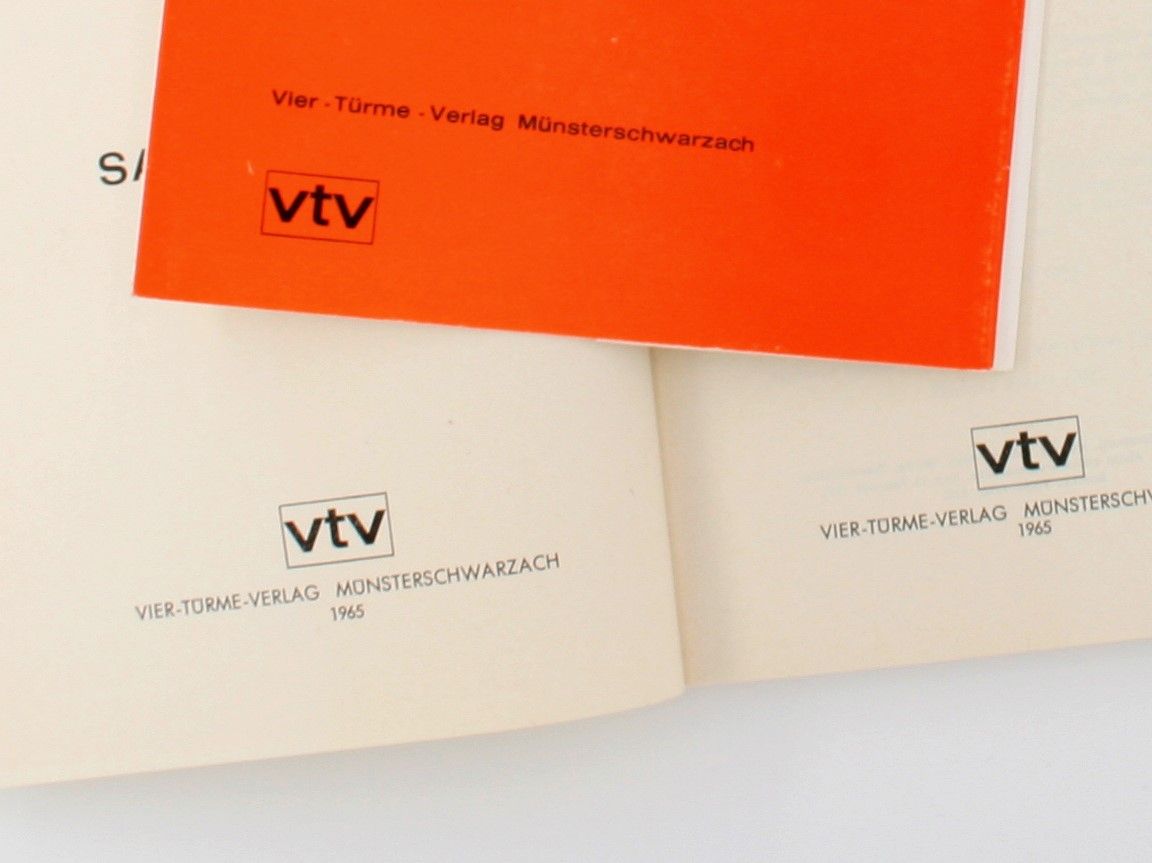 Vier - Türme - Verlag Münsterschwarzach
vtv
vtv
VIER-TÜRME-VERLAG MÜNSTERSCHWARZACH
1965
vtv
VIER-TÜRME-VERLAG
1965